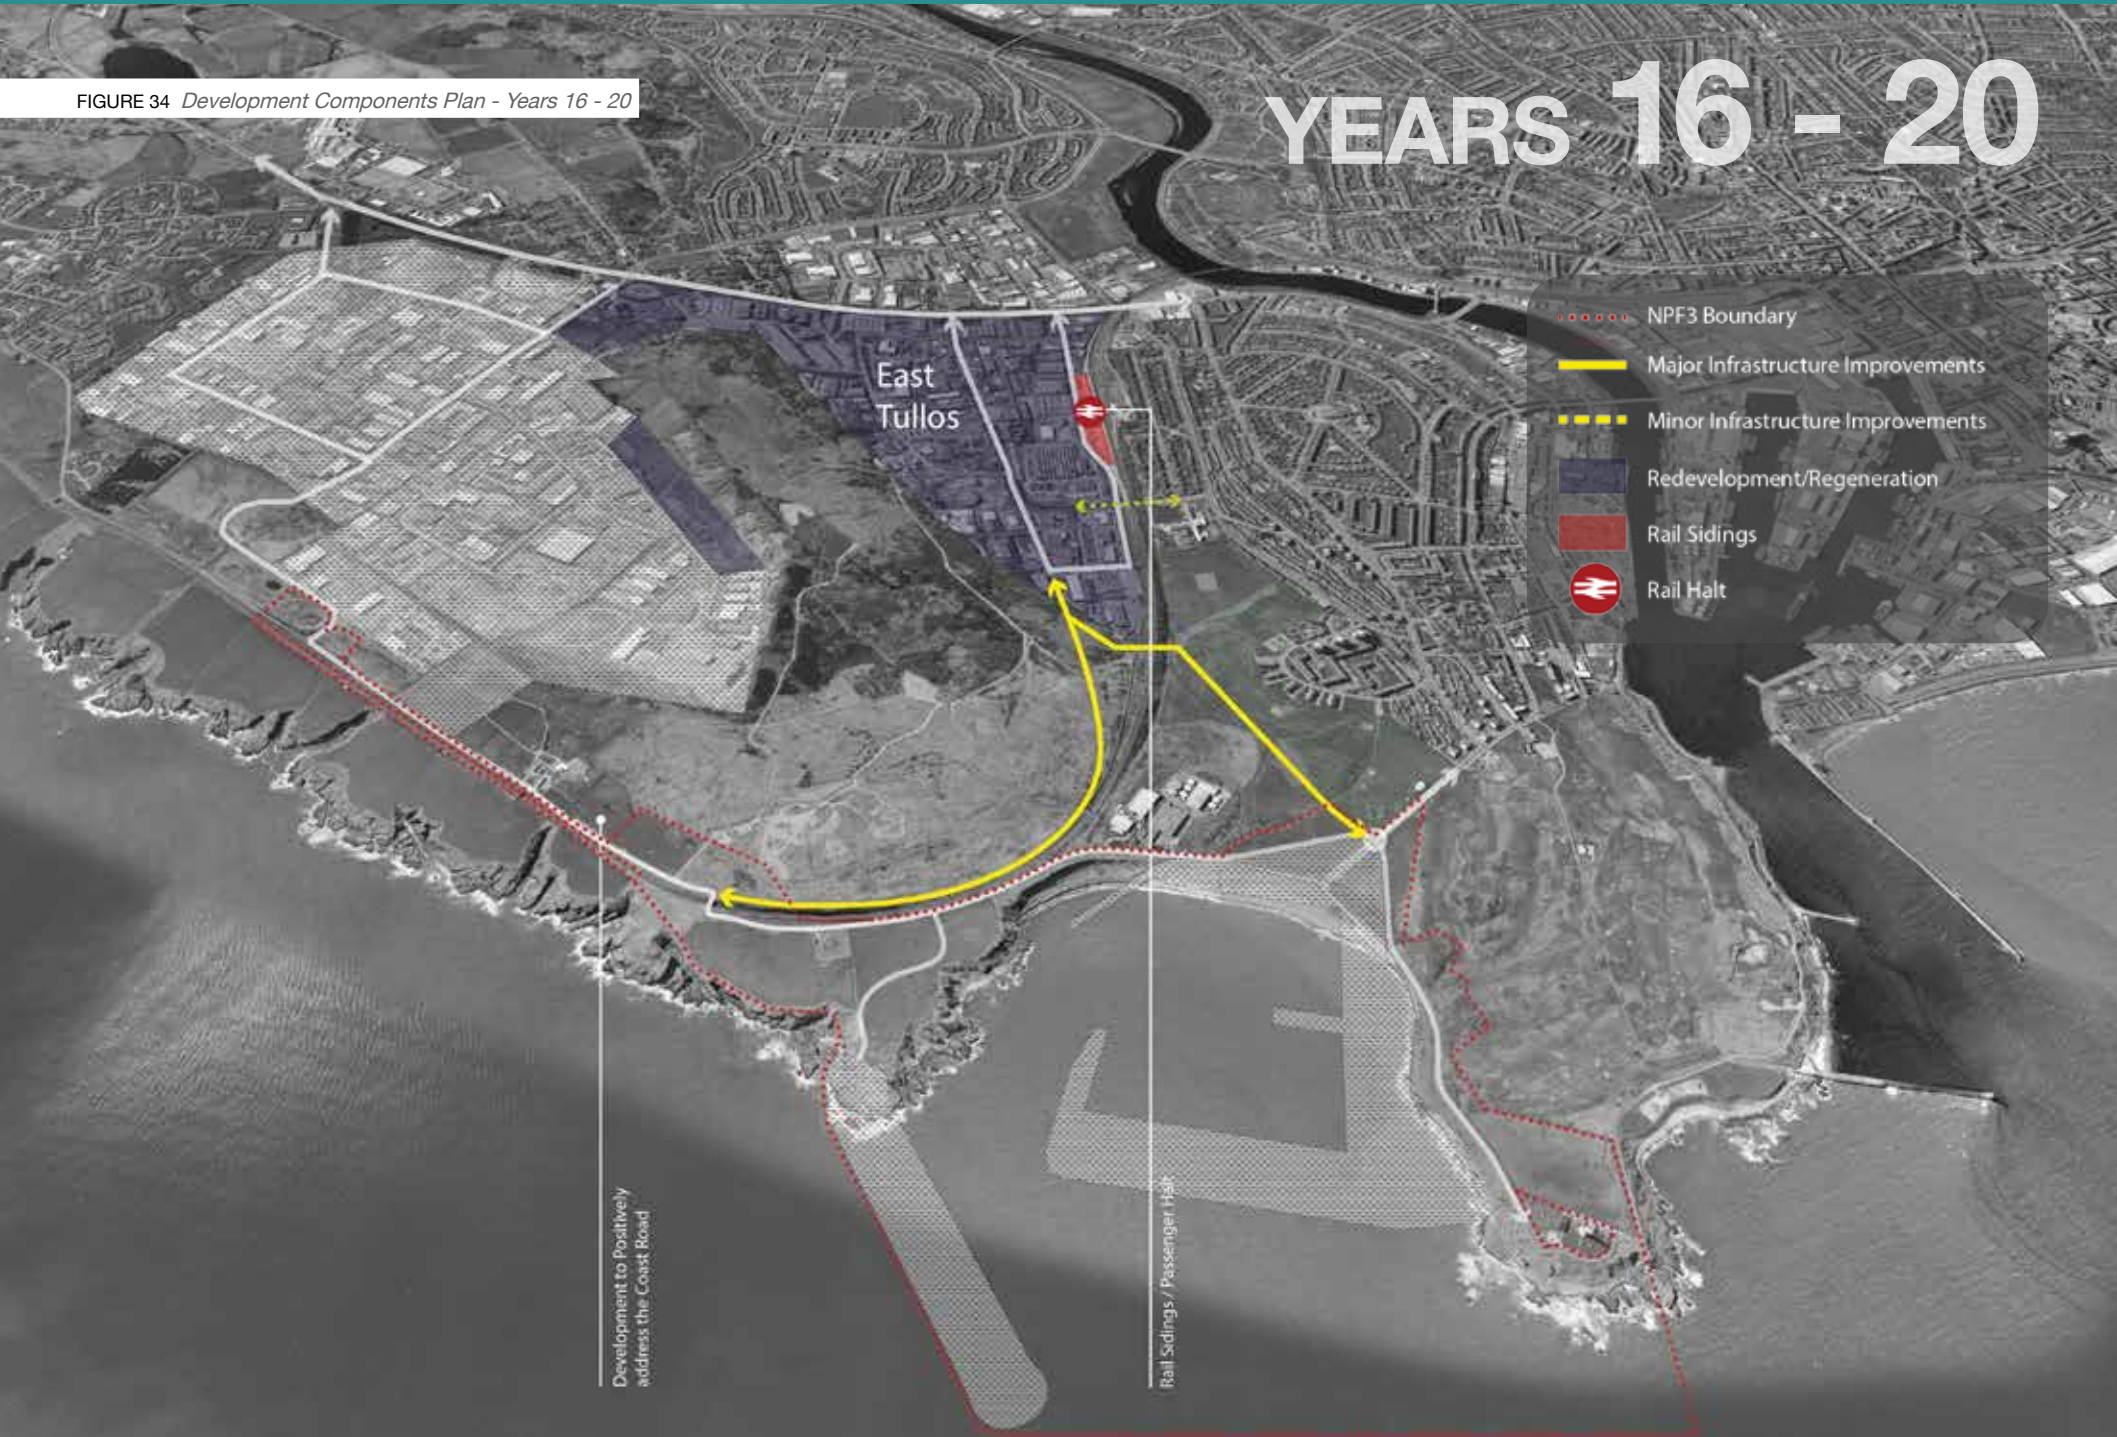 FIGURE 34 Development Components Plan - Years 16 - 20
YEARS 16 - 20
NPF3 Boundary
Major Infrastructure Improvements
Minor Infrastructure Improvements
Redevelopment/Regeneration
Rail Sidings
Rail Halt
East
Tullos
Development to Positively
address the Coast Road
Rail Sidings / Passenger Halt